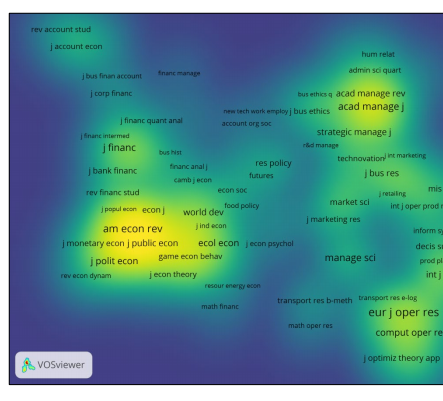 rev account stud
j account econ
hum relat
admin sci quart
j bus finan account
financ manage
j corp financ
bus ethics q
acad manage rev
new tech work employ
j bus ethics
acad manage j
j financ quant anal
account org soc
strategic manage j
j financ intermed
r&d manage
j financ
bus hist
technovation
j int marketing
j bank financ
financ anal j
res policy
j bus res
camb j econ
futures
rev financ stud
econ soc
j retailing
mis
j popul econ
econ j
world dev
food policy
market sci
int j oper prod m
j ind econ
j marketing res
am econ rev
inform sy
j monetary econ
j public econ
ecol econ
j econ psychol
decis s
j polit econ
game econ behav
manage sci
prod pl
rev econ dynam
j econ theory
int j
resour energy econ
math financ
transport res b-meth
transport res e-log
eur j oper res
math oper res
comput oper re
j optimiz theory app
VOSviewer